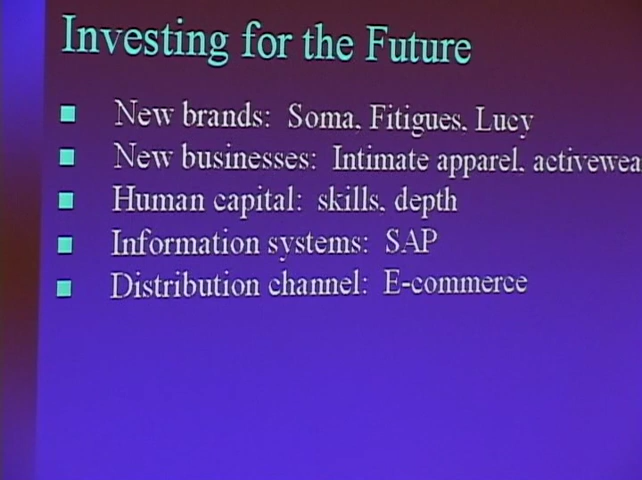 Investing for the Future
New brands: Soma, Fitigues, Lucy
New businesses: Intimate apparel, activewea
Human capital: skills, depth
Information systems: SAP
Distribution channel: E-commerce